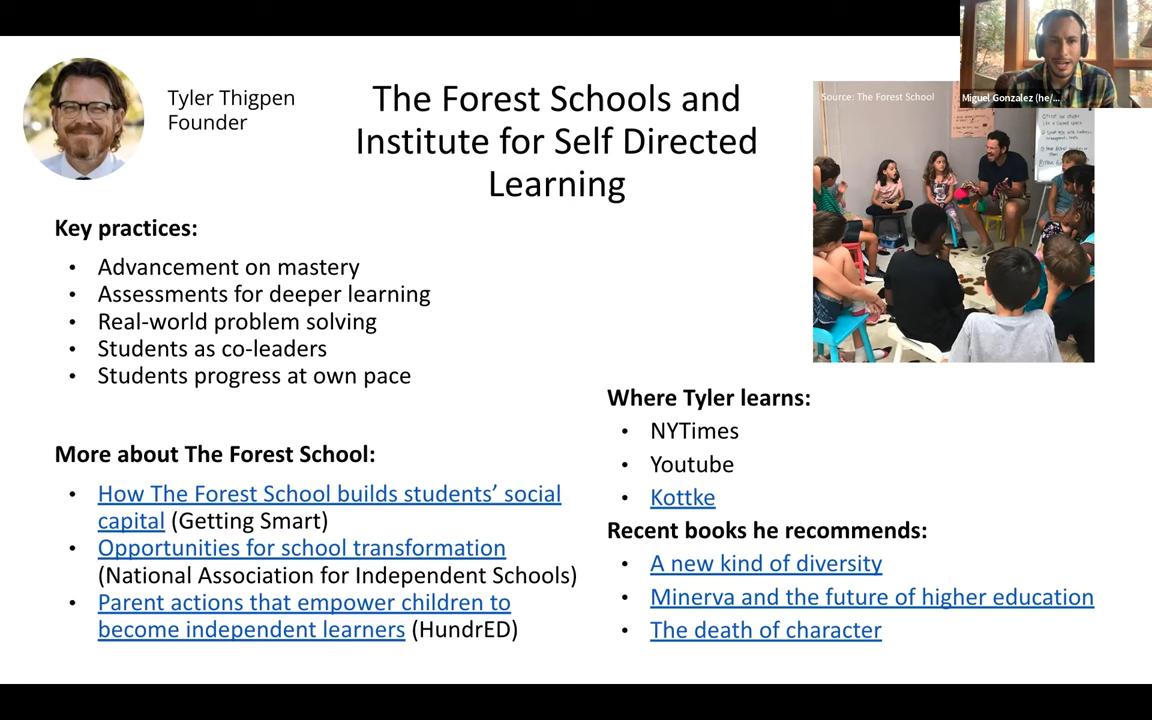 Tyler Thigpen
Founder
The Forest Schools and
Institute for Self Directed
Learning
Source: The Forest School
Miguel Gonzalez (he/...
Key practices:
• Advancement on mastery
• Assessments for deeper learning
• Real-world problem solving
• Students as co-leaders
• Students progress at own pace
More about The Forest School:
• How The Forest School builds students’ social
capital (Getting Smart)
• Opportunities for school transformation
(National Association for Independent Schools)
• Parent actions that empower children to
become independent learners (HundrED)
Where Tyler learns:
• NYTimes
• Youtube
• Kottke
Recent books he recommends:
• A new kind of diversity
• Minerva and the future of higher education
• The death of character